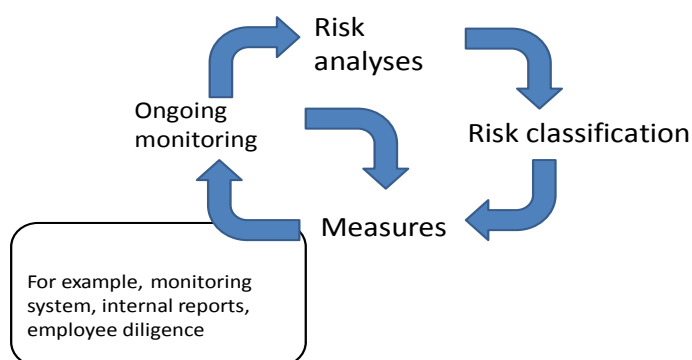 Risk
analyses
Ongoing
monitoring
Risk classification
Measures
For example, monitoring
system, internal reports,
employee diligence